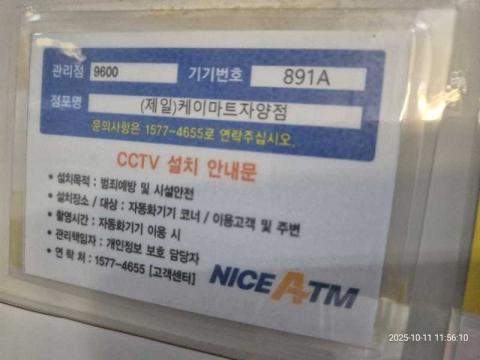 관리점 9600 기기번호 891A
점포명 (제일)케이마트자양점
문의사항은 1577-4655로 연락주십시오.
CCTV 설치 안내문
• 설치목적 : 범죄예방 및 시설안전
• 설치장소 / 대상 : 자동화기기 코너 / 이용고객 및 주변
• 촬영시간 : 자동화기기 이용 시
• 관리책임자 : 개인정보 보호 담당자
• 연 락 처 : 1577-4655 [고객센터]
NICE ATM
2025-10-11 11:56:10